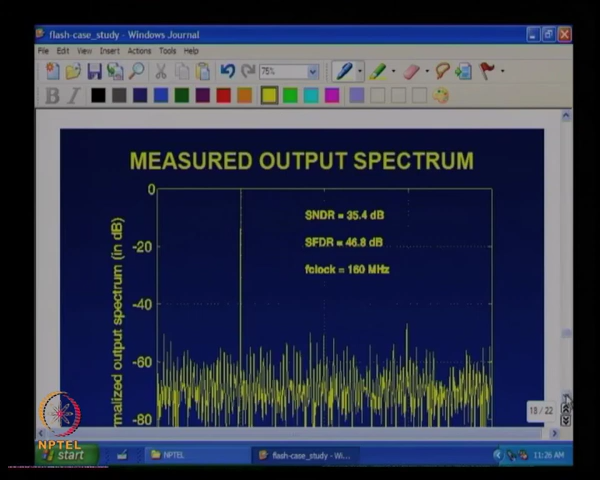 flash-case_study - Windows Journal
File Edit View Insert Actions Tools Help
75%
B I
MEASURED OUTPUT SPECTRUM
0
SNDR = 35.4 dB
-20
SFDR = 46.8 dB
fclock = 160 MHz
-40
-60
-80
malized output spectrum (in dB)
18 / 22
NPTEL
start
NPTEL
flash-case_study - Wi...
11:26 AM